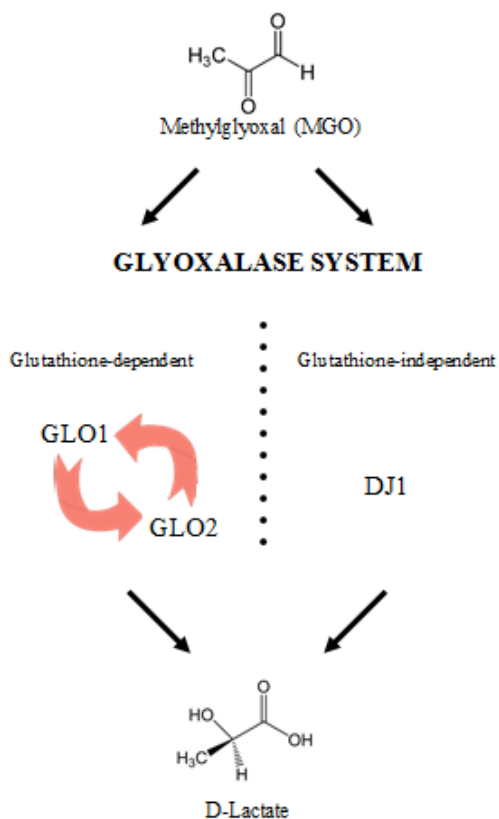 O
H₃C
H
O
Methylglyoxal (MGO)
GLYOXALASE SYSTEM
Glutathione-dependent
Glutathione-independent
GLO1
DJ1
GLO2
O
HO
OH
H₃C
H
D-Lactate